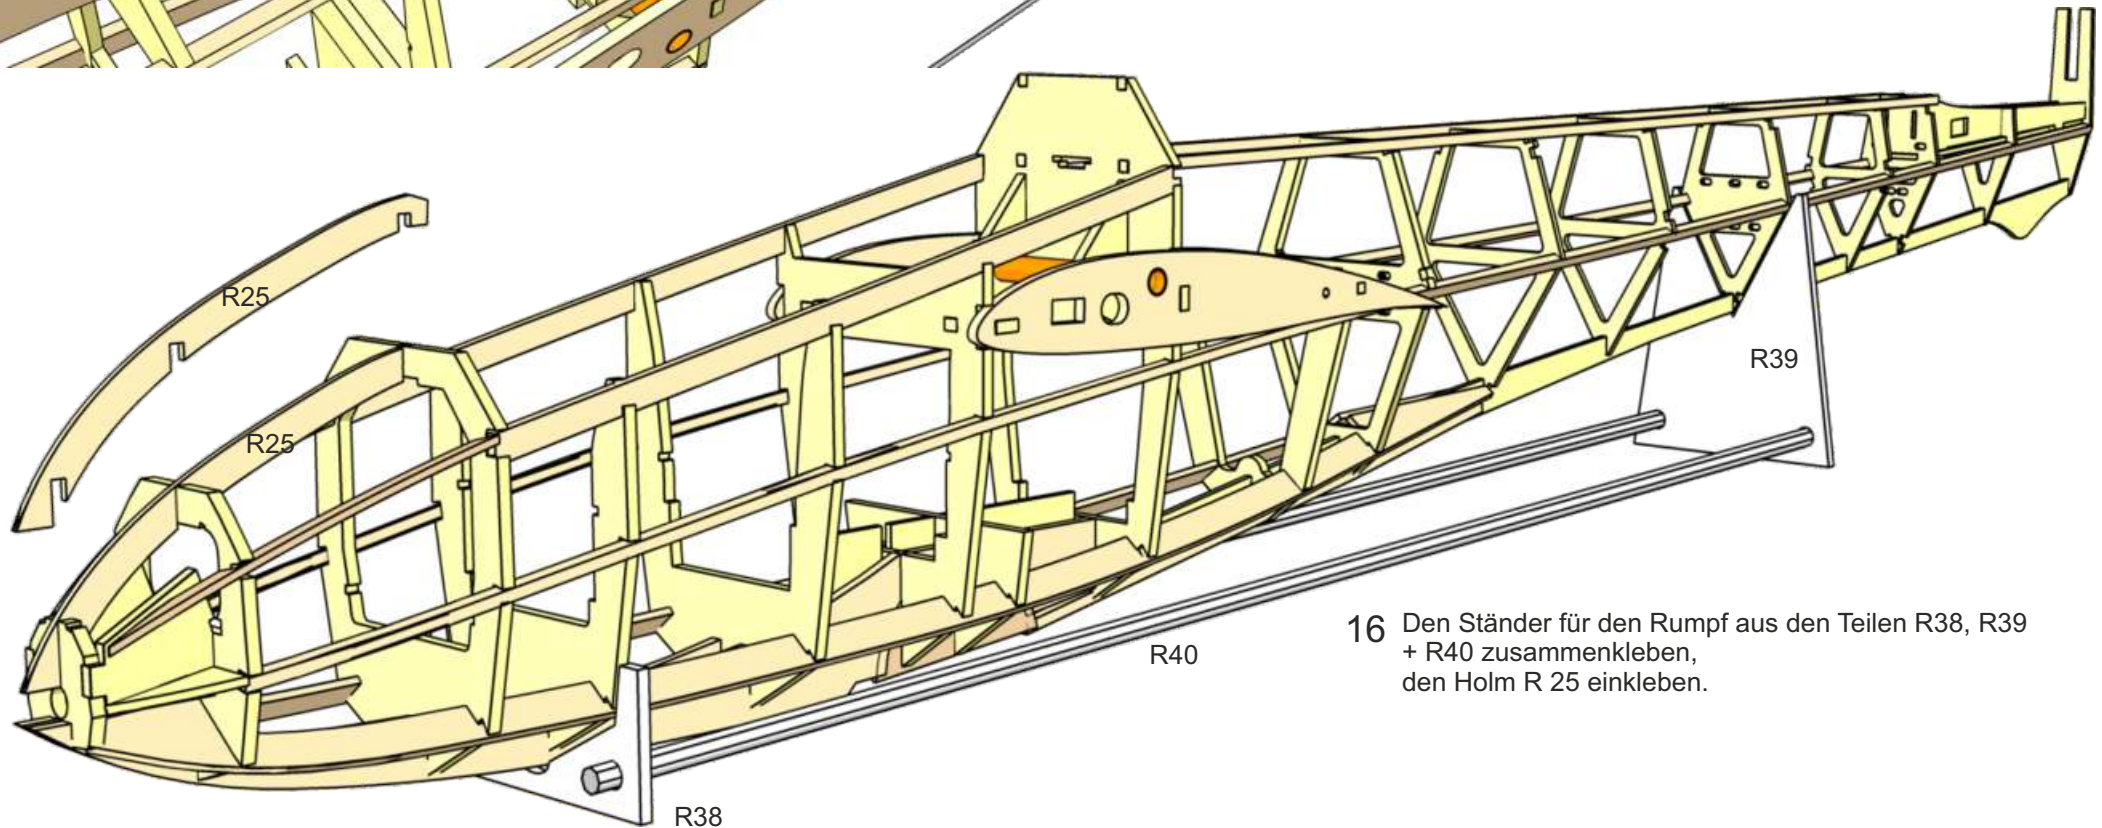 R25
R25
R39
R40
16 Den Ständer für den Rumpf aus den Teilen R38, R39
+ R40 zusammenkleben,
den Holm R 25 einkleben.
R38